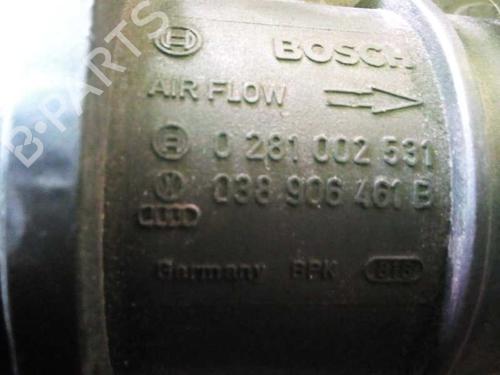 BOSCH
AIR FLOW
0 281 002 531
038 906 461 B
Germany BPK
B-PARTS